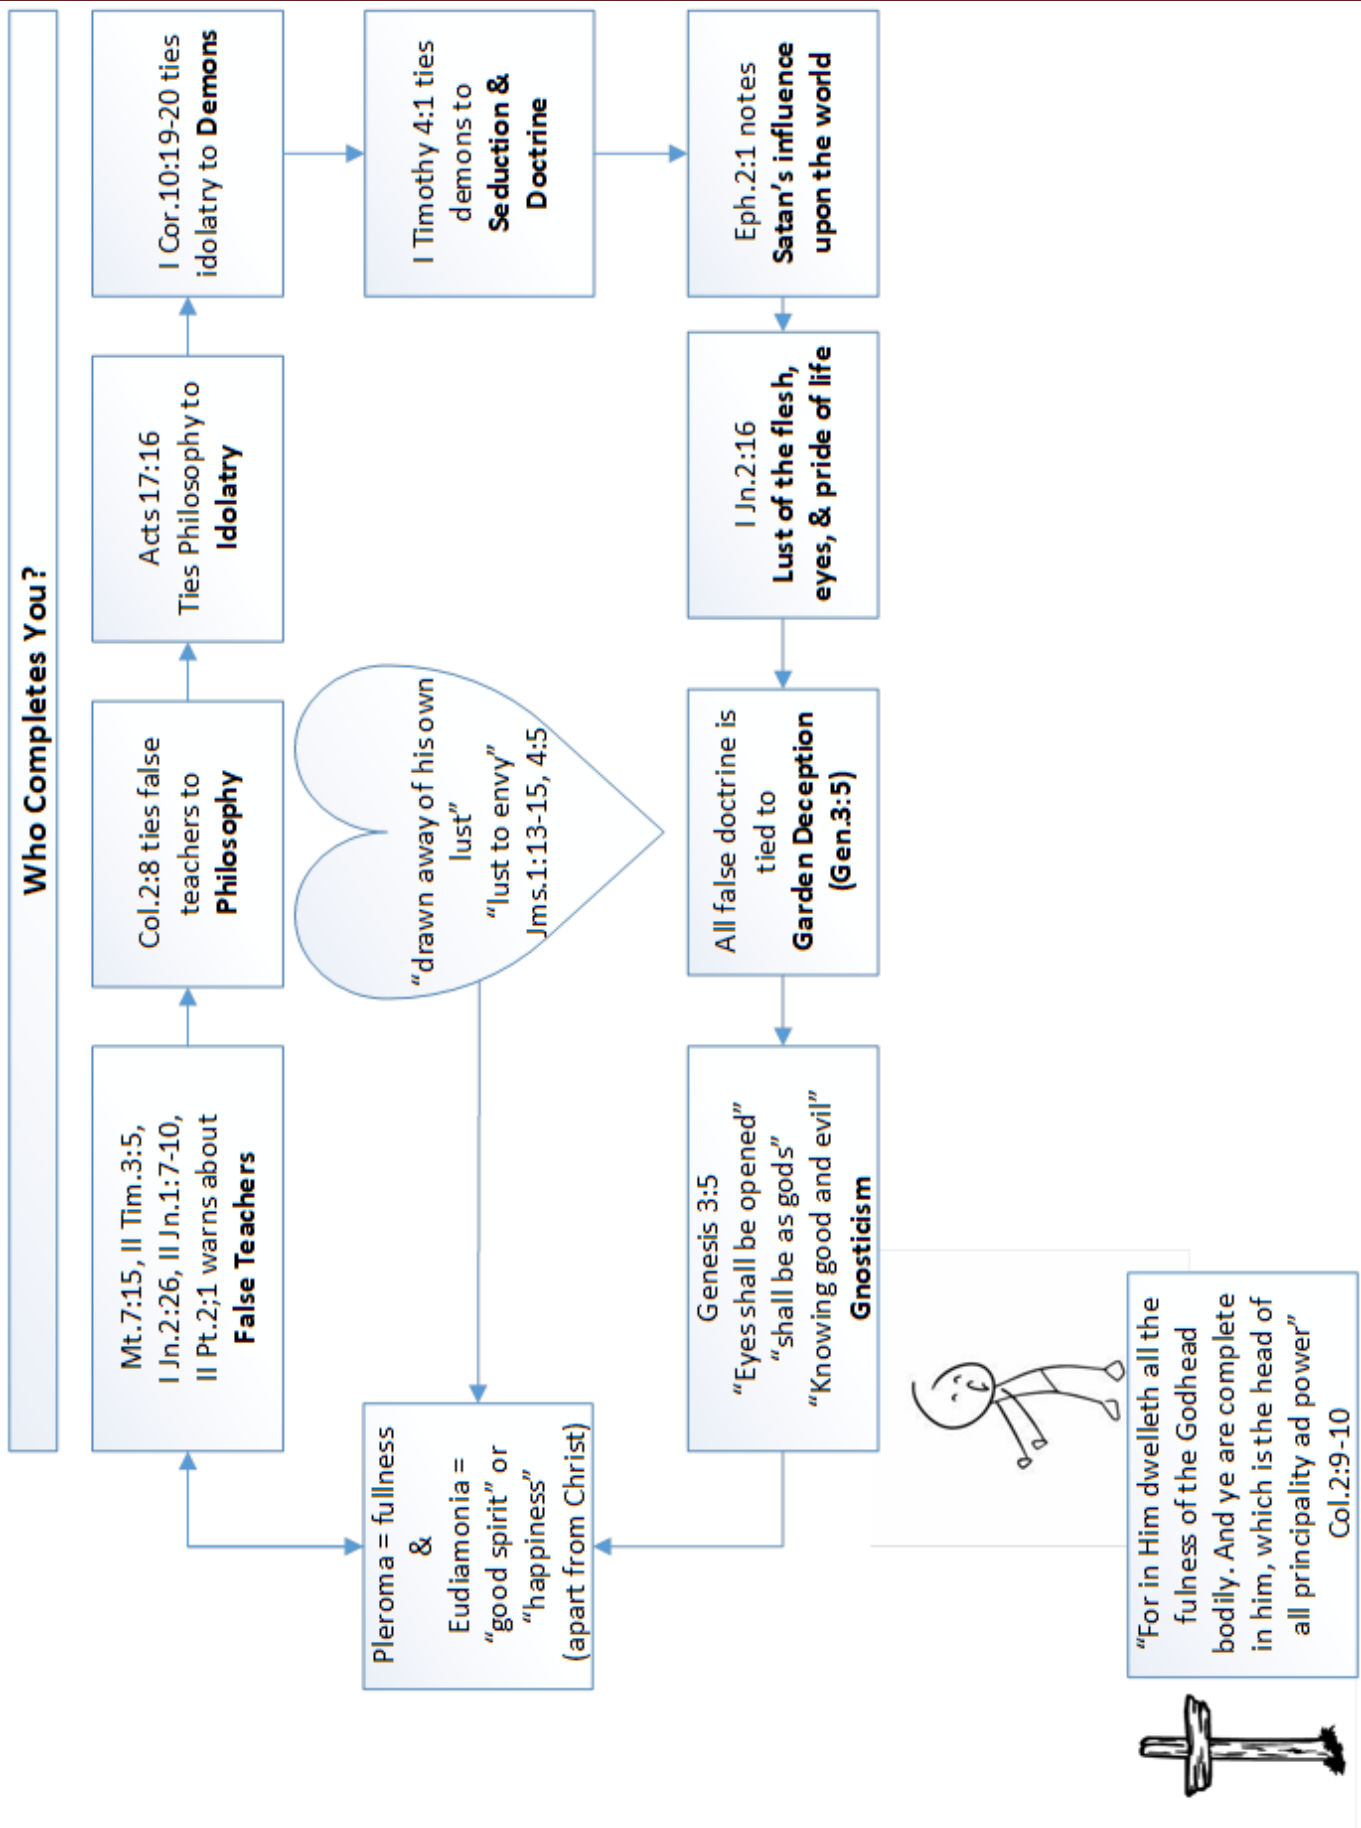 Who Completes You?
Mt.7:15, II Tim.3:5,
I Jn.2:26, II Jn.1:7-10,
II Pt.2;1 warns about
False Teachers
Col.2:8 ties false
teachers to
Philosophy
Acts 17:16
Ties Philosophy to
Idolatry
I Cor.10:19-20 ties
idolatry to Demons
I Timothy 4:1 ties
demons to
Seduction &
Doctrine
Eph.2:1 notes
Satan's influence
upon the world
I Jn.2:16
Lust of the flesh,
eyes, & pride of life
All false doctrine is
tied to
Garden Deception
(Gen.3:5)
Genesis 3:5
“Eyes shall be opened”
“shall be as gods”
“Knowing good and evil”
Gnosticism
Pleroma = fullness
&
Eudiamonia =
“good spirit” or
“happiness”
(apart from Christ)
“drawn away of his own
lust”
“lust to envy”
Jms.1:13-15, 4:5
“For in Him dwelleth all the
fulness of the Godhead
bodily. And ye are complete
in him, which is the head of
all principality ad power”
Col.2:9-10